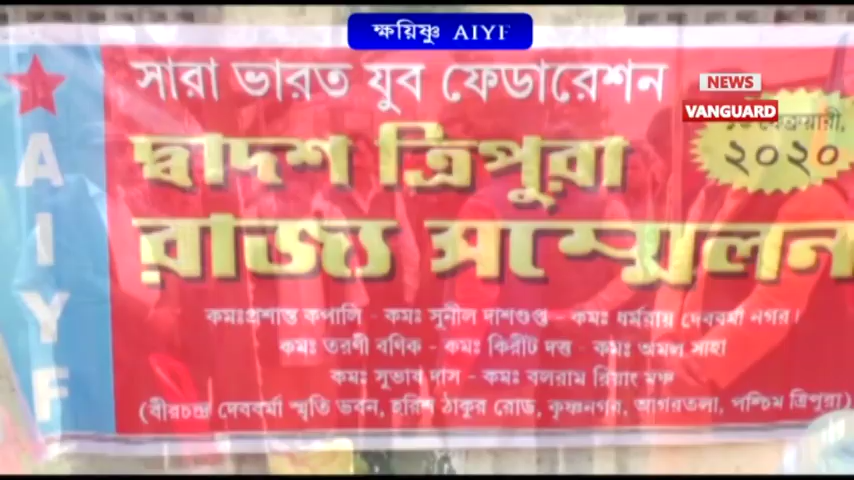 ক্ষয়িষ্ণু AIYF
সারা ভারত যুব ফেডারেশন
NEWS
VANGUARD
ফেব্রুয়ারী,
২০২০
দ্বাদশ ত্রিপুরা
রাজ্য সম্মেলন
AIYF
কমঃপ্রশান্ত কপালি - কমঃ সুনীল দাশগুপ্ত - কমঃ ধর্মরায় দেববর্মা নগর।
কমঃ তরণী বণিক - কমঃ কিরীট দত্ত - কমঃ অমল সাহা
কমঃ সুভাষ দাস - কমঃ বলরাম রিয়াং মঞ্চ
(বীরচন্দ্র দেববর্মা স্মৃতি ভবন, হরিশ ঠাকুর রোড, কৃষ্ণনগর, আগরতলা, পশ্চিম ত্রিপুরা)